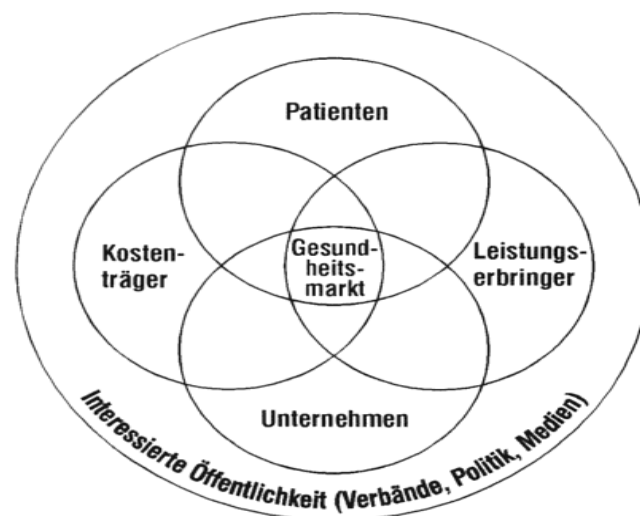 Patienten
Kosten-
träger
Gesund-
heits-
markt
Leistungs-
erbringer
Unternehmen
Interessierte Öffentlichkeit (Verbände, Politik, Medien)